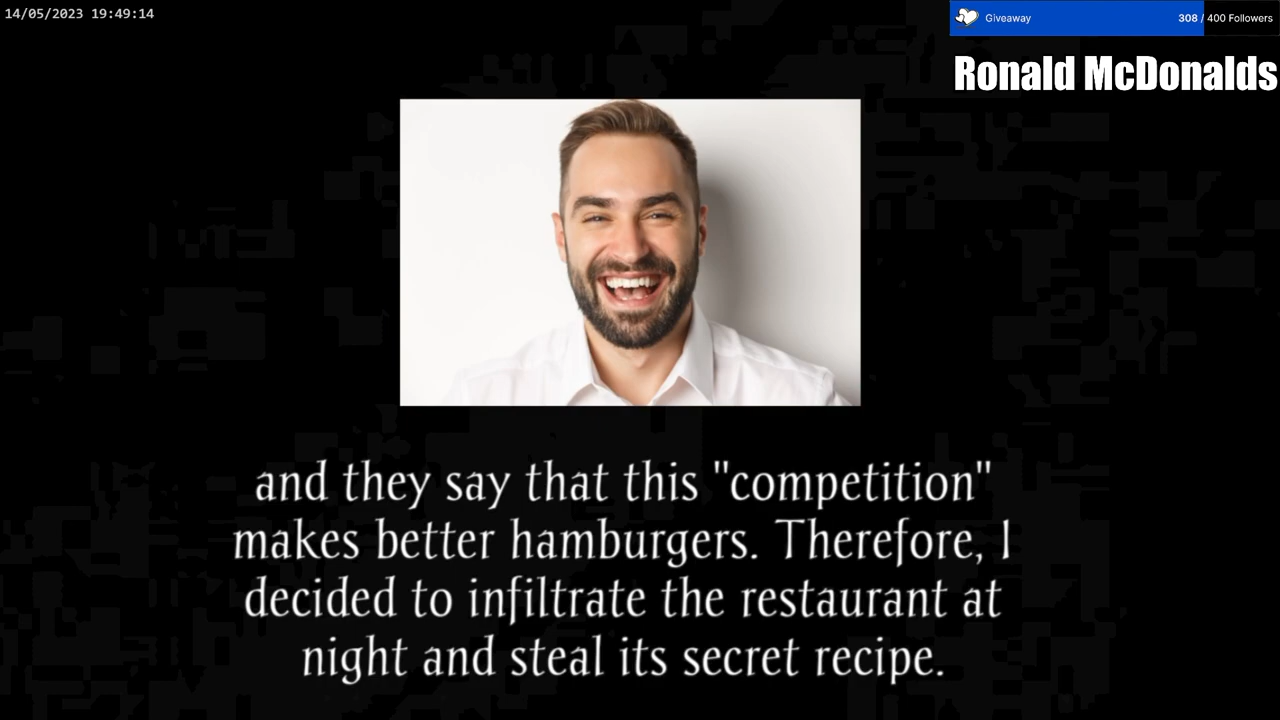 14/05/2023 19:49:14
Giveaway
308 / 400 Followers
Ronald McDonalds
and they say that this "competition"
makes better hamburgers. Therefore, I
decided to infiltrate the restaurant at
night and steal its secret recipe.